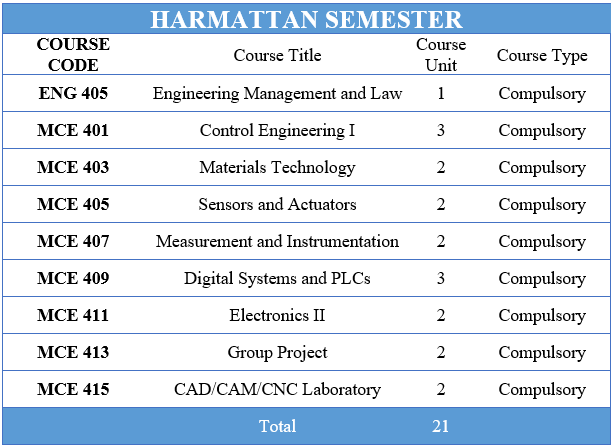 HARMATTAN SEMESTER
COURSE CODE Course Title Course Unit Course Type
ENG 405 Engineering Management and Law 1 Compulsory
MCE 401 Control Engineering I 3 Compulsory
MCE 403 Materials Technology 2 Compulsory
MCE 405 Sensors and Actuators 2 Compulsory
MCE 407 Measurement and Instrumentation 2 Compulsory
MCE 409 Digital Systems and PLCs 3 Compulsory
MCE 411 Electronics II 2 Compulsory
MCE 413 Group Project 2 Compulsory
MCE 415 CAD/CAM/CNC Laboratory 2 Compulsory
Total 21